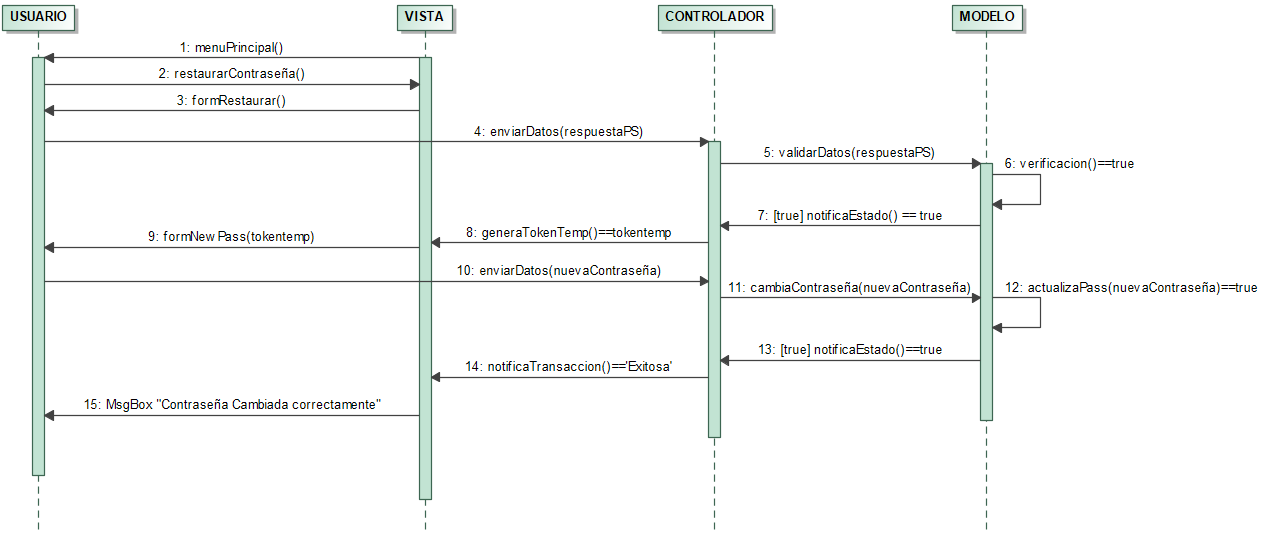 USUARIO
VISTA
CONTROLADOR
MODELO
1: menuPrincipal()
2: restaurarContraseña()
3: formRestaurar()
4: enviarDatos(respuestaPS)
5: validarDatos(respuestaPS)
6: verificacion()==true
7: [true] notificaEstado() == true
8: generaTokenTemp()==tokentemp
9: formNew Pass(tokentemp)
10: enviarDatos(nuevaContraseña)
11: cambiaContraseña(nuevaContraseña)
12: actualizaPass(nuevaContraseña)==true
13: [true] notificaEstado()==true
14: notificaTransaccion()=='Exitosa'
15: MsgBox "Contraseña Cambiada correctamente"